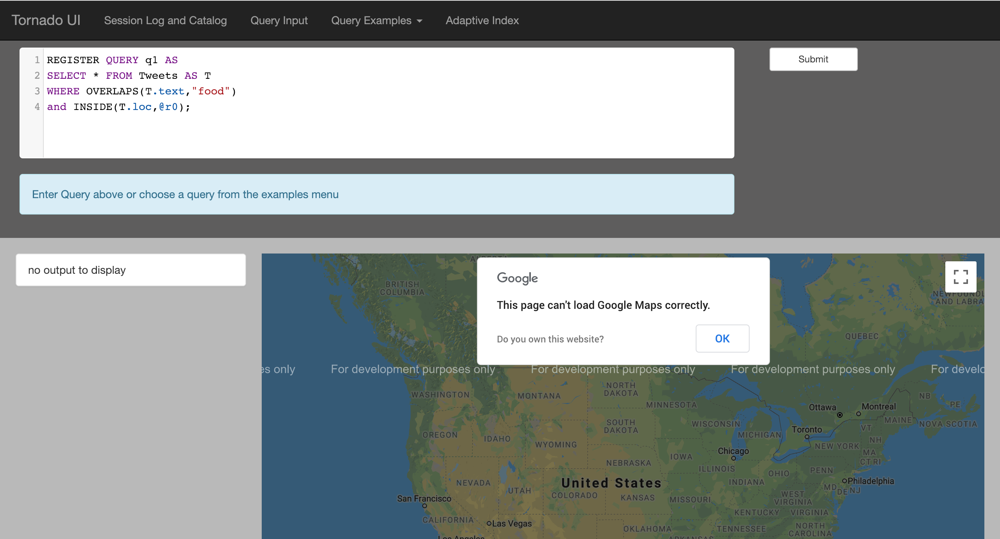 Tornado UI Session Log and Catalog Query Input Query Examples Adaptive Index
1 REGISTER QUERY q1 AS
2 SELECT * FROM Tweets AS T
3 WHERE OVERLAPS(T.text,"food")
4 and INSIDE(T.loc,@r0);
Submit
Enter Query above or choose a query from the examples menu
no output to display
Google
This page can't load Google Maps correctly.
Do you own this website?
OK
BRITISH
COLUMBIA
NEWFOUNDL
AND LABRA
QUEBEC
es only For development purposes only For development purposes only For development purposes only For develo
WASHINGTON
MONTANA
NORTH
DAKOTA
MINNESOTA
Ottawa
Montreal
NB
PE
MAINE
NOVA SCOTIA
OREGON
IDAHO
SOUTH
DAKOTA
WISCONSIN
MICHIGAN
Toronto
VT
NH
WYOMING
NEW YORK
Chicago
MA
CT RI
IOWA
NEBRASKA
ILLINOIS
INDIANA
OHIO
PENN
Philadelphia
MD
DE NJ
NEVADA
UTAH
United States
COLORADO
KANSAS
MISSOURI
WEST
VIRGINIA
San Francisco
KENTUCKY
VIRGINIA
CALIFORNIA
Las Vegas
OKLAHOMA
TENNESSEE
NORTH
CAROLINA
Los Angeles
ARKANSAS